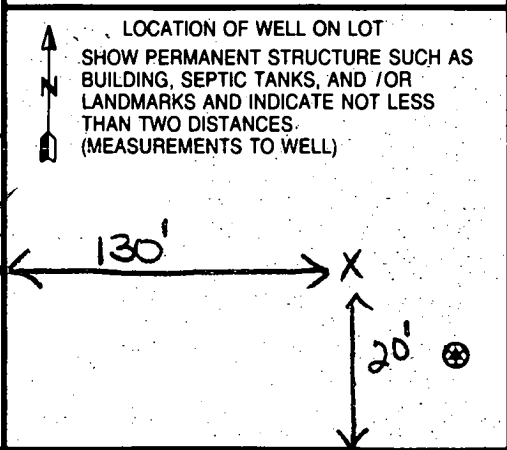 LOCATION OF WELL ON LOT
SHOW PERMANENT STRUCTURE SUCH AS
BUILDING, SEPTIC TANKS, AND /OR
LANDMARKS AND INDICATE NOT LESS
THAN TWO DISTANCES.
(MEASUREMENTS TO WELL)
N
130'
X
20'